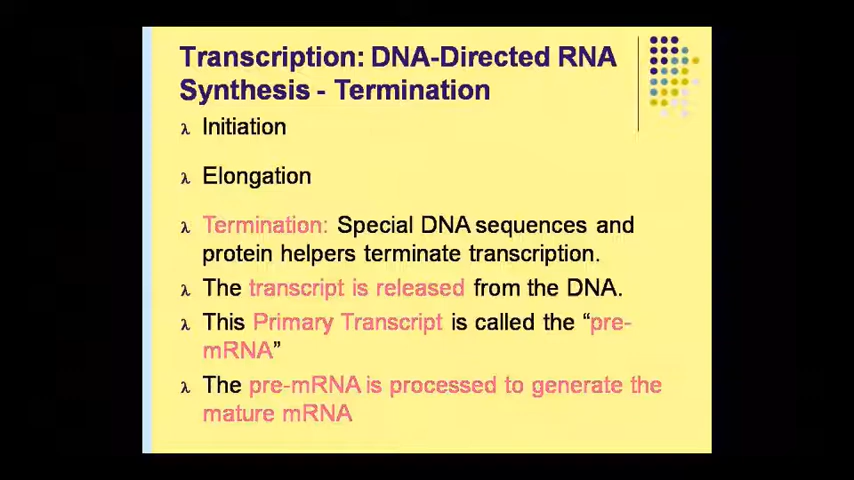 Transcription: DNA-Directed RNA
Synthesis - Termination
λ Initiation
λ Elongation
λ Termination: Special DNA sequences and
protein helpers terminate transcription.
λ The transcript is released from the DNA.
λ This Primary Transcript is called the “pre-
mRNA”
λ The pre-mRNA is processed to generate the
mature mRNA